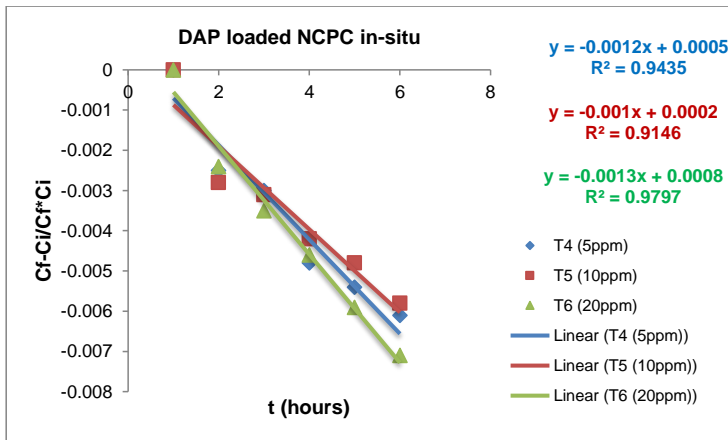 DAP loaded NCPC in-situ
y = -0.0012x + 0.0005
R² = 0.9435
y = -0.001x + 0.0002
R² = 0.9146
y = -0.0013x + 0.0008
R² = 0.9797
0
-0.001
-0.002
-0.003
-0.004
-0.005
-0.006
-0.007
-0.008
0 2 4 6 8
Cf-Ci/Cf*Ci
t (hours)
T4 (5ppm)
T5 (10ppm)
T6 (20ppm)
Linear (T4 (5ppm))
Linear (T5 (10ppm))
Linear (T6 (20ppm))